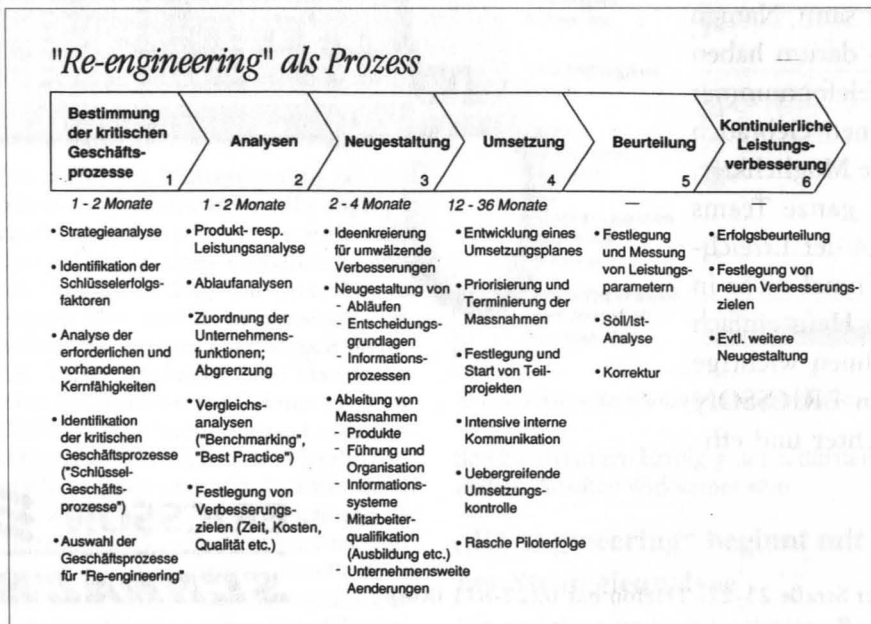 "Re-engineering" als Prozess
Bestimmung
der kritischen
Geschäfts-
prozesse
1
Analysen
2
Neugestaltung
3
Umsetzung
4
Beurteilung
5
Kontinuierliche
Leistungs-
verbesserung
6
1 - 2 Monate
• Strategieanalyse
• Identifikation der
Schlüsselerfolgs-
faktoren
• Analyse der
erforderlichen und
vorhandenen
Kernfähigkeiten
• Identifikation
der kritischen
Geschäftsprozesse
("Schlüssel-
Geschäfts-
prozesse")
• Auswahl der
Geschäftsprozesse
für "Re-engineering"
1 - 2 Monate
• Produkt- resp.
Leistungsanalyse
• Ablaufanalysen
• Zuordnung der
Unternehmens-
funktionen;
Abgrenzung
• Vergleichs-
analysen
("Benchmarking",
"Best Practice")
• Festlegung von
Verbesserungs-
zielen (Zeit, Kosten,
Qualität etc.)
2 - 4 Monate
• Ideenkreierung
für umwälzende
Verbesserungen
• Neugestaltung von
- Abläufen
- Entscheidungs-
grundlagen
- Informations-
prozessen
• Ableitung von
Massnahmen
- Produkte
- Führung und
Organisation
- Informations-
systeme
- Mitarbeiter-
qualifikation
(Ausbildung etc.)
- Unternehmensweite
Aenderungen
12 - 36 Monate
• Entwicklung eines
Umsetzungsplanes
• Priorisierung und
Terminierung der
Massnahmen
• Festlegung und
Start von Teil-
projekten
• Intensive interne
Kommunikation
• Uebergreifende
Umsetzungs-
kontrolle
• Rasche Piloterfolge
—
• Festlegung
und Messung
von Leistungs-
parametern
• Soll/Ist-
Analyse
• Korrektur
• Erfolgsbeurteilung
• Festlegung von
neuen Verbesserungs-
zielen
• Evtl. weitere
Neugestaltung